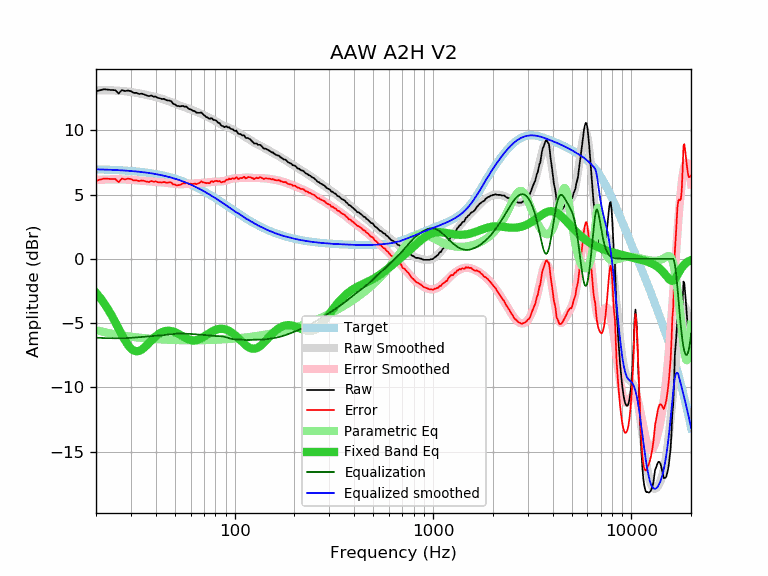 AAW A2H V2
Amplitude (dBr)
10
5
0
−5
−10
−15
Target
Raw Smoothed
Error Smoothed
Raw
Error
Parametric Eq
Fixed Band Eq
Equalization
Equalized smoothed
100
1000
10000
Frequency (Hz)